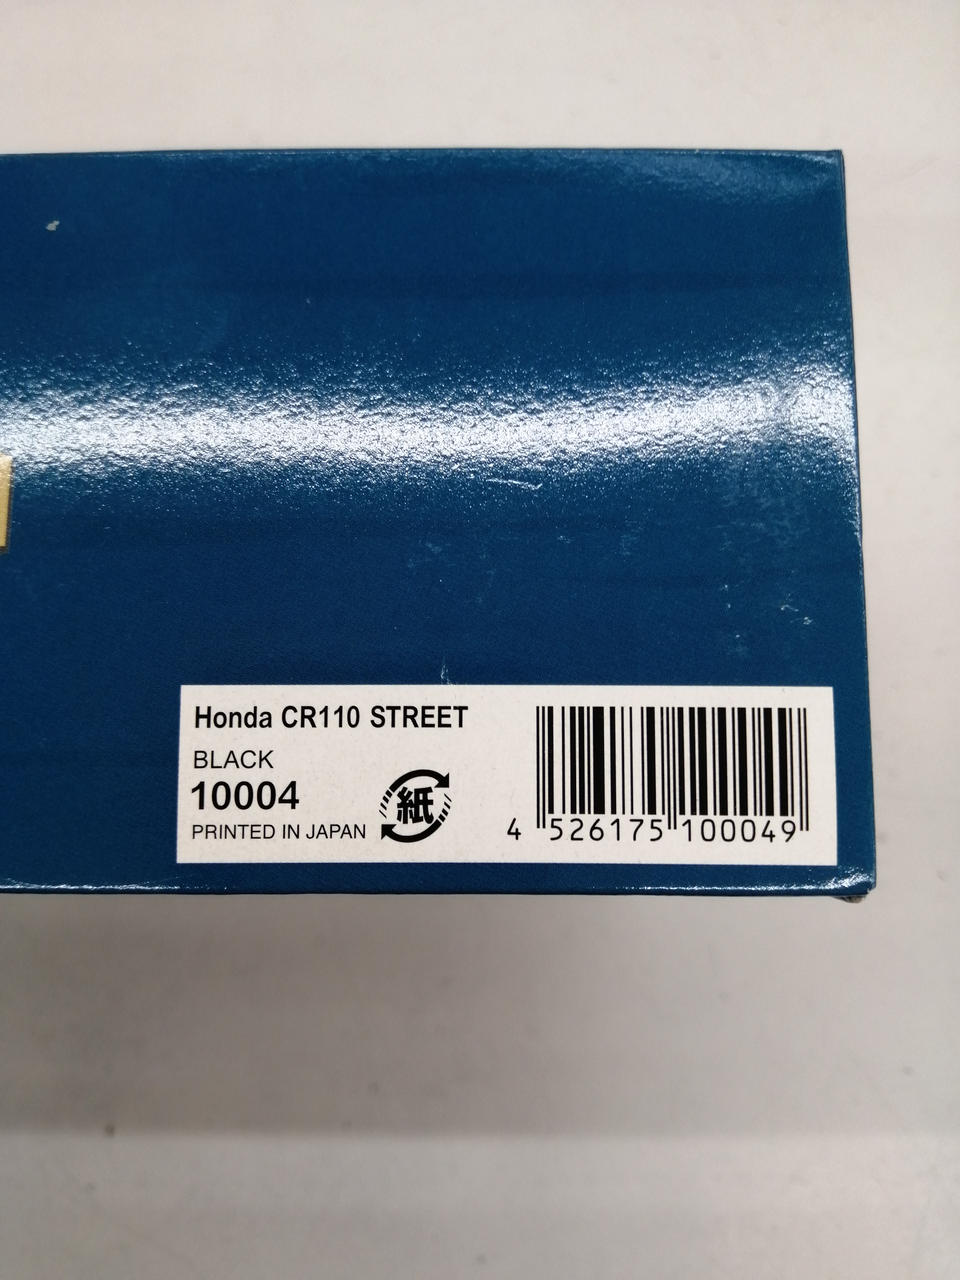 Honda CR110 STREET
BLACK
10004
PRINTED IN JAPAN
紙
4 526175 100049